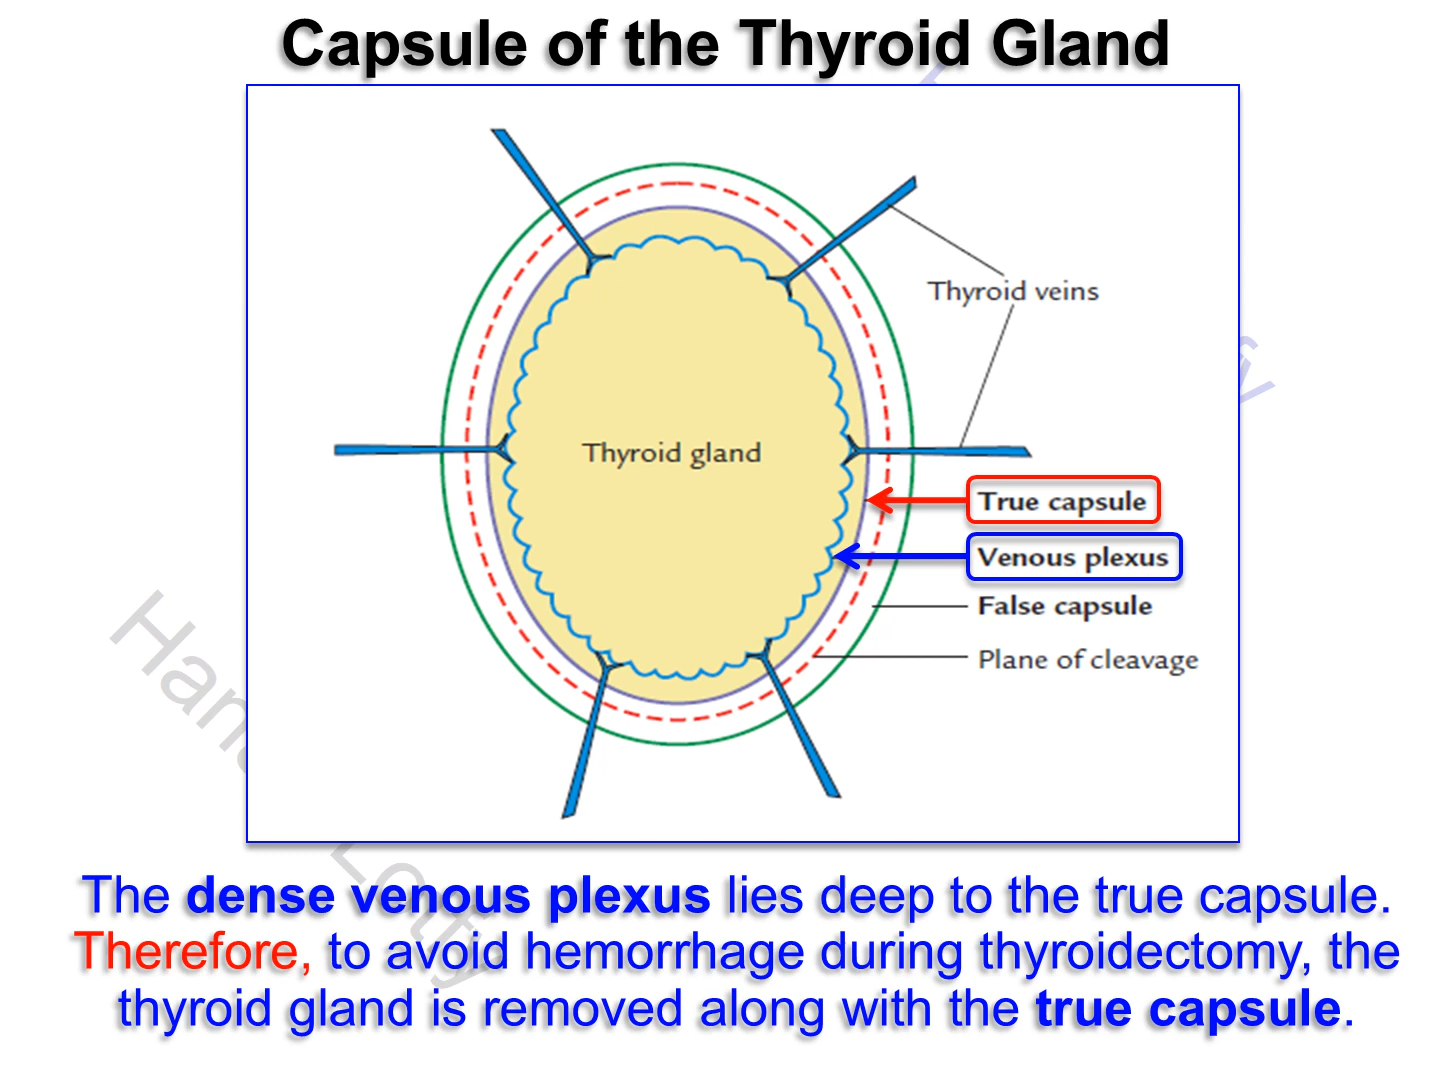 Capsule of the Thyroid Gland
Thyroid veins
Thyroid gland
True capsule
Venous plexus
False capsule
Plane of cleavage
The dense venous plexus lies deep to the true capsule.
Therefore, to avoid hemorrhage during thyroidectomy, the
thyroid gland is removed along with the true capsule.
Lotfy